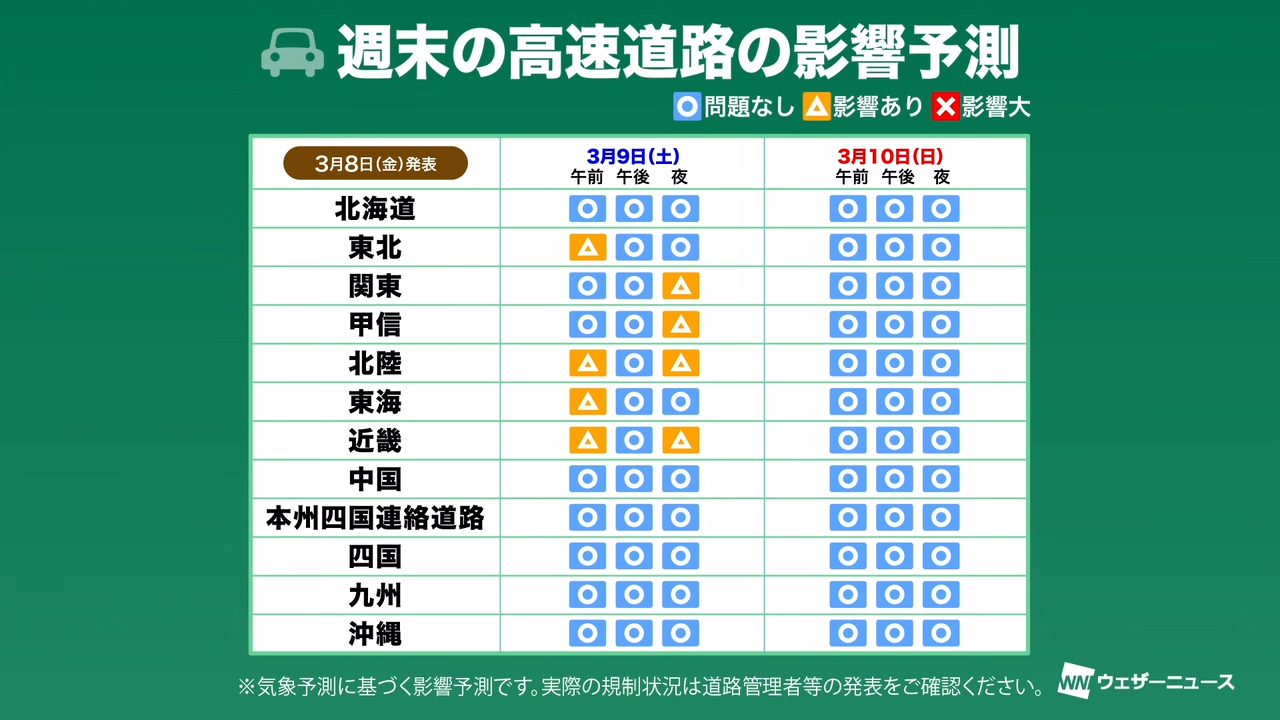 週末の高速道路の影響予測
問題なし 影響あり 影響大
3月8日(金)発表 3月9日(土) 3月10日(日)
午前 午後 夜 午前 午後 夜
北海道
東北
関東
甲信
北陸
東海
近畿
中国
本州四国連絡道路
四国
九州
沖縄
※気象予測に基づく影響予測です。実際の規制状況は道路管理者等の発表をご確認ください。
WN ウェザーニュース